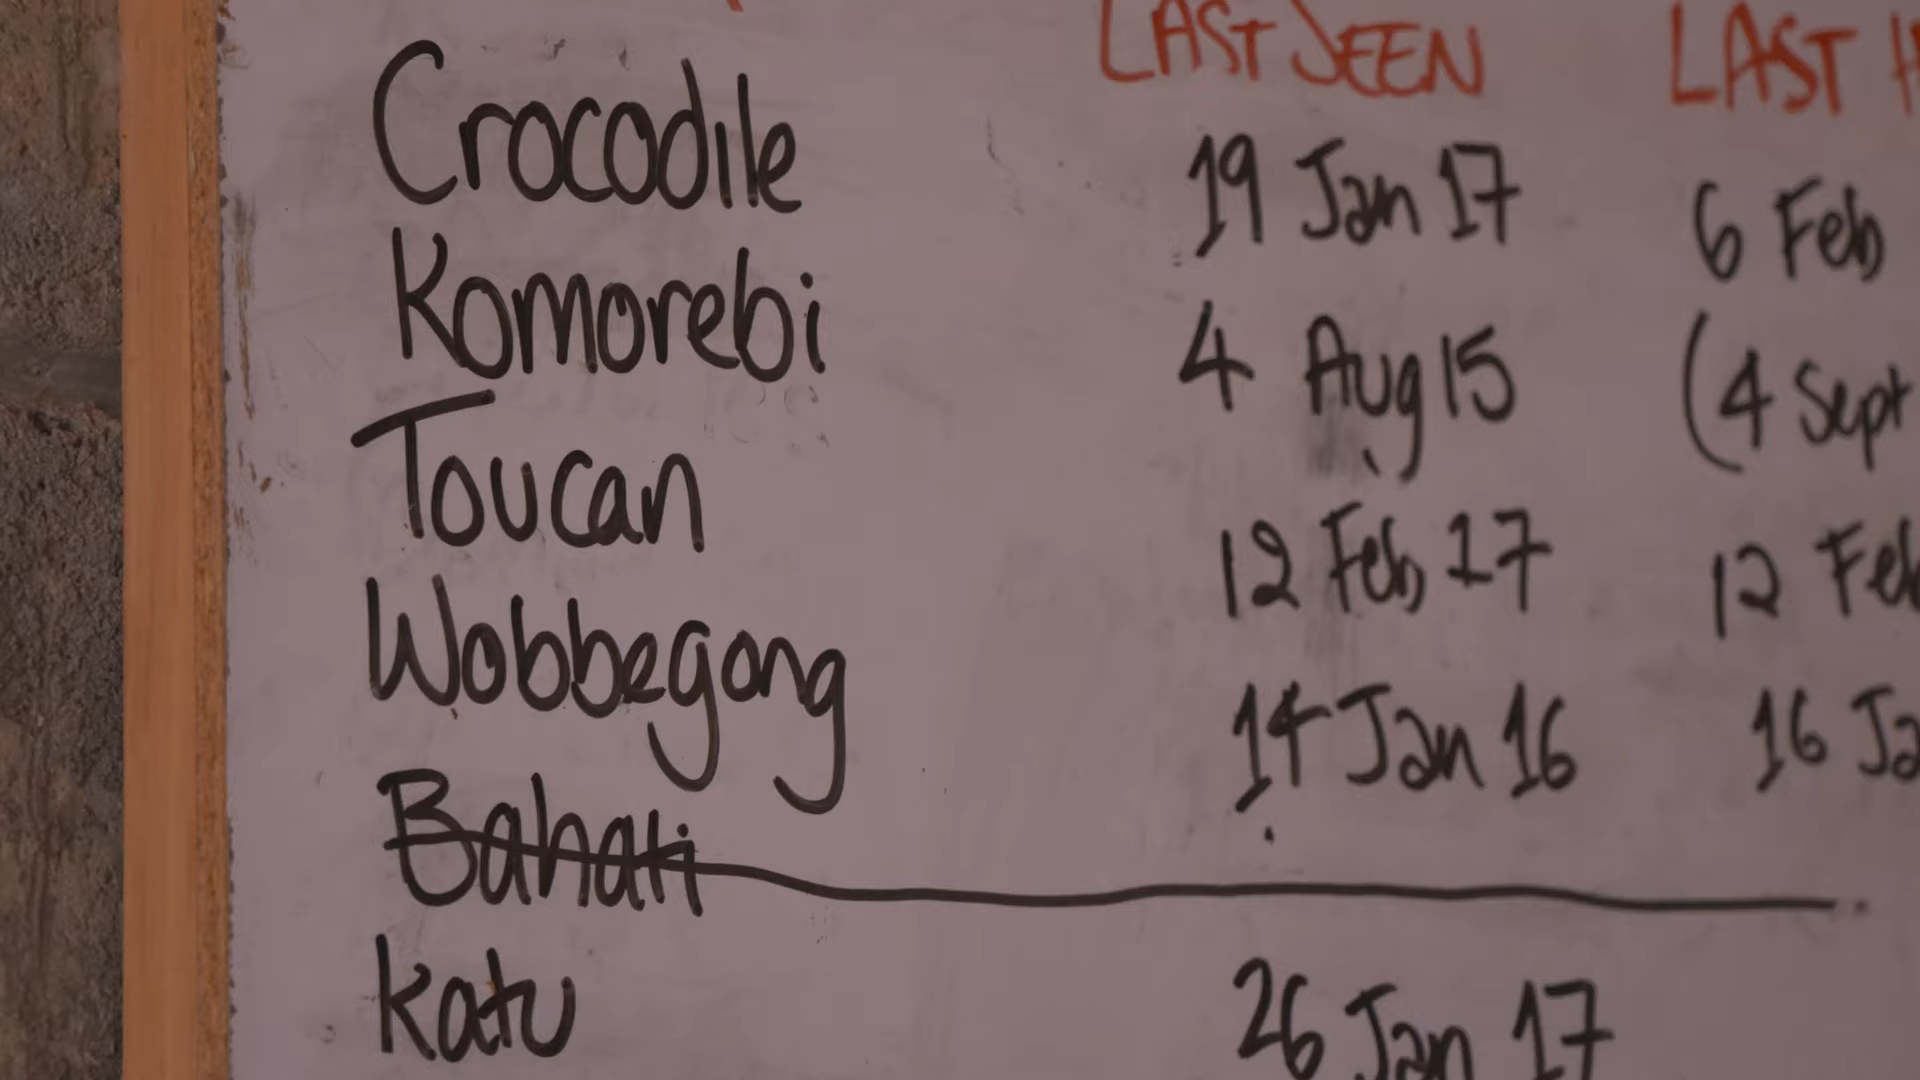 LAST SEEN LAST
Crocodile 19 Jan 17 6 Feb
Komorebi 4 Aug 15 (4 Sept
Toucan 12 Feb 17 12 Feb
Wobbegong 14 Jan 16 16 Ja
Bahati
Katu 26 Jan 17